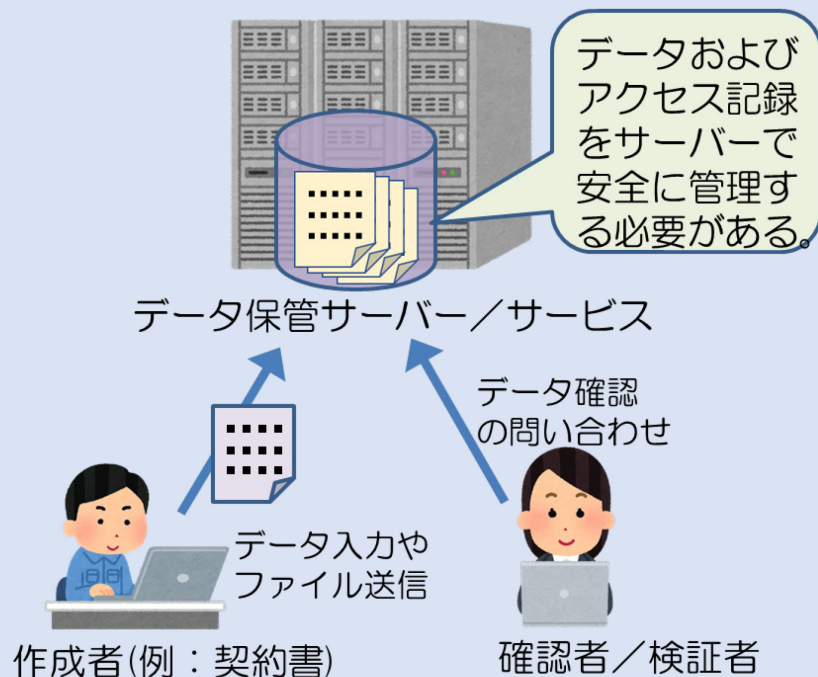 データおよび
アクセス記録
をサーバーで
安全に管理す
る必要がある。
データ保管サーバー／サービス
データ確認
の問い合わせ
データ入力や
ファイル送信
作成者(例：契約書)
確認者／検証者